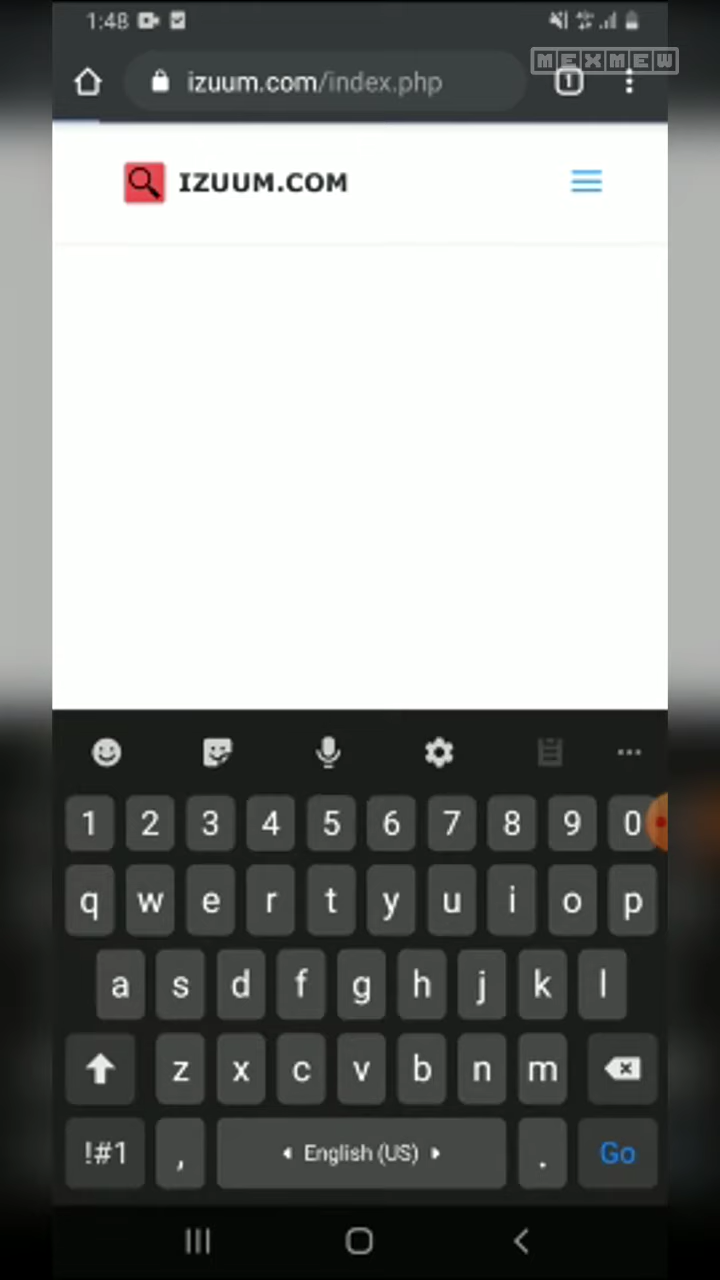 1:48
MEXMEW
izuum.com/index.php
1
IZUUM.COM
1 2 3 4 5 6 7 8 9 0
q w e r t y u i o p
a s d f g h j k l
z x c v b n m
!#1 , English (US) . Go